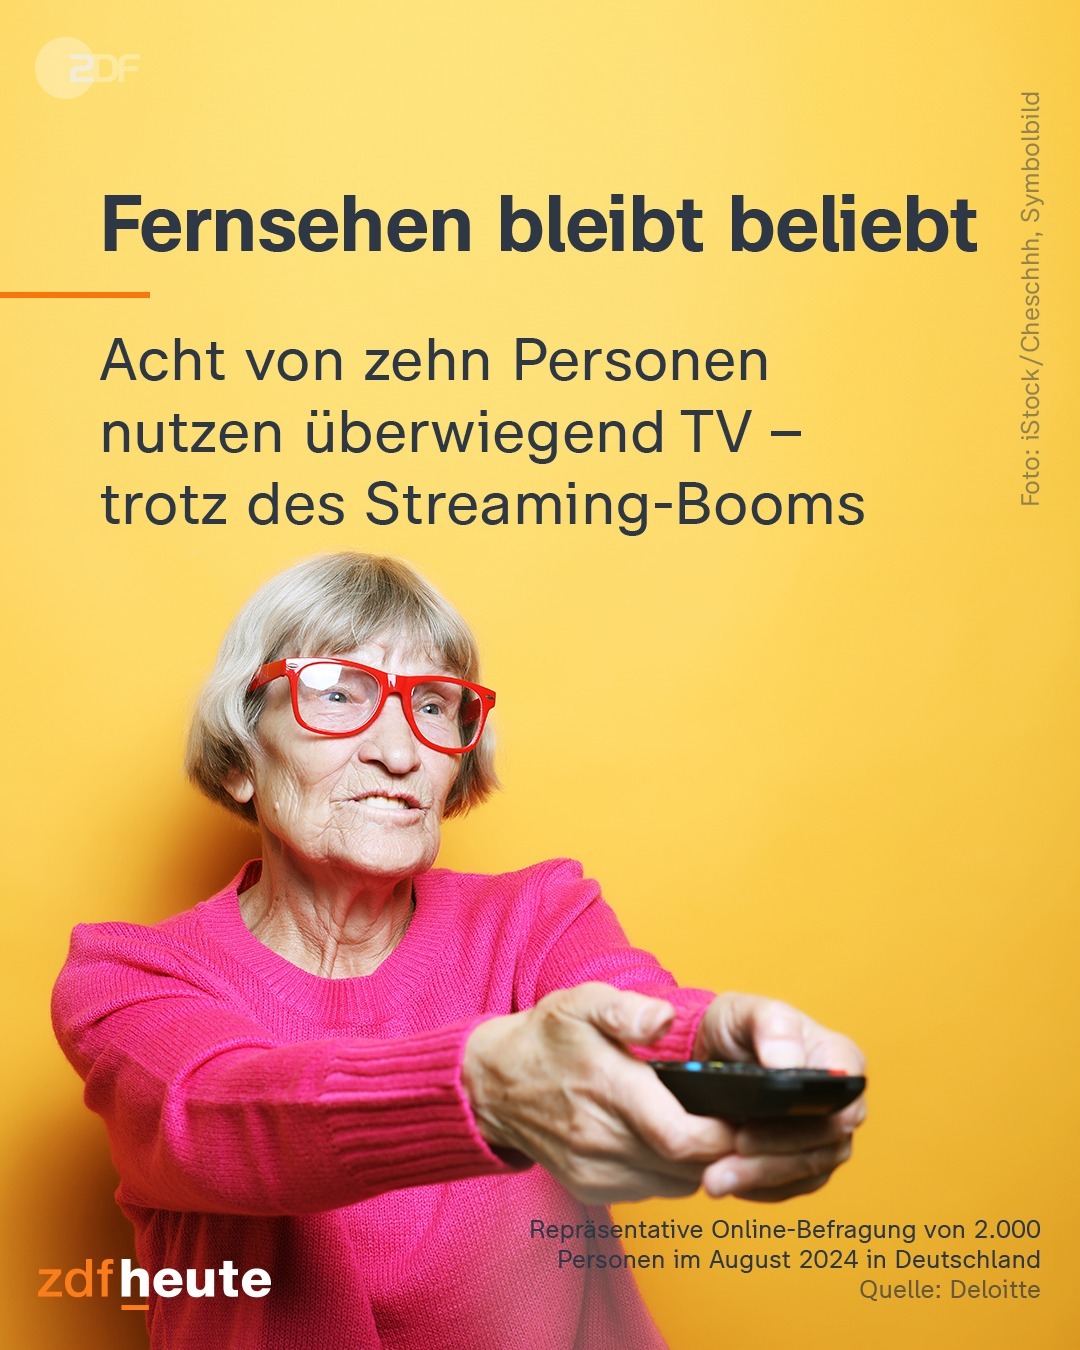 ZDF
Foto: iStock/Cheschhh, Symbolbild
Fernsehen bleibt beliebt
Acht von zehn Personen
nutzen überwiegend TV –
trotz des Streaming-Booms
Repräsentative Online-Befragung von 2.000
Personen im August 2024 in Deutschland
Quelle: Deloitte
zdfheute